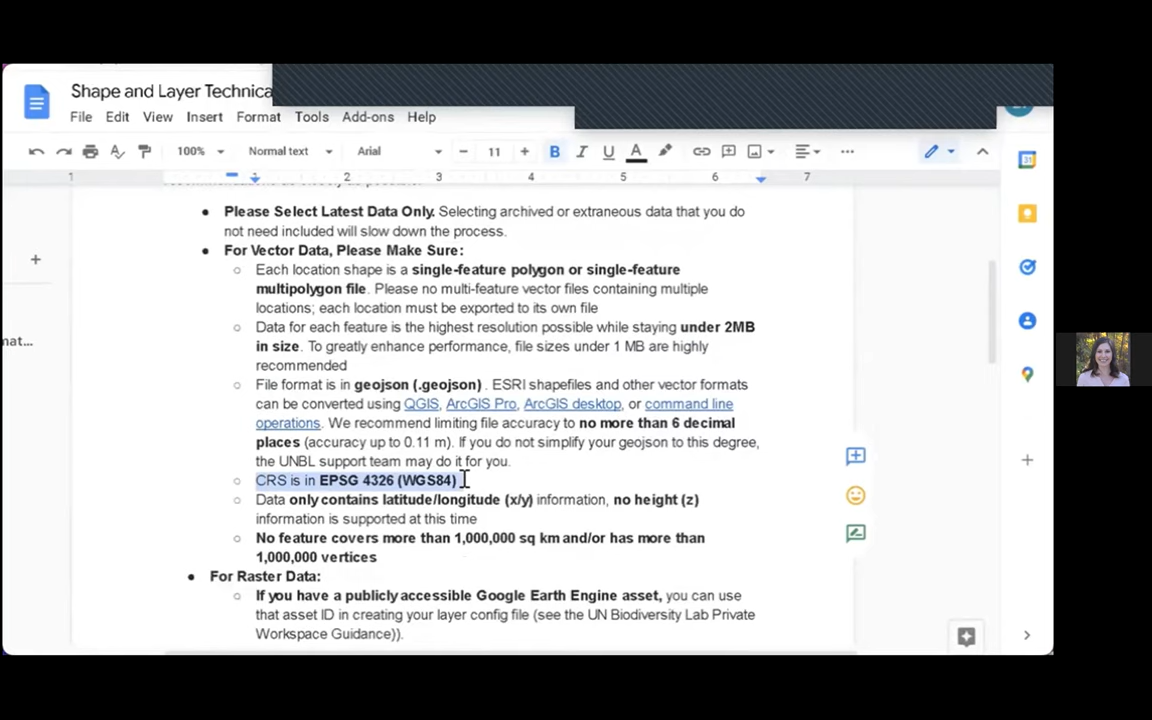 Shape and Layer Technica
File Edit View Insert Format Tools Add-ons Help
100% Normal text Arial 11 B I U A
1 1 2 3 4 5 6 7
recommendations as closely as possible.
● Please Select Latest Data Only. Selecting archived or extraneous data that you do
not need included will slow down the process.
● For Vector Data, Please Make Sure:
○ Each location shape is a single-feature polygon or single-feature
multipolygon file. Please no multi-feature vector files containing multiple
locations; each location must be exported to its own file
○ Data for each feature is the highest resolution possible while staying under 2MB
in size. To greatly enhance performance, file sizes under 1 MB are highly
recommended
○ File format is in geojson (.geojson) . ESRI shapefiles and other vector formats
can be converted using QGIS, ArcGIS Pro, ArcGIS desktop, or command line
operations. We recommend limiting file accuracy to no more than 6 decimal
places (accuracy up to 0.11 m). If you do not simplify your geojson to this degree,
the UNBL support team may do it for you.
○ CRS is in EPSG 4326 (WGS84)
○ Data only contains latitude/longitude (x/y) information, no height (z)
information is supported at this time
○ No feature covers more than 1,000,000 sq km and/or has more than
1,000,000 vertices
● For Raster Data:
○ If you have a publicly accessible Google Earth Engine asset, you can use
that asset ID in creating your layer config file (see the UN Biodiversity Lab Private
Workspace Guidance)).
mat...
31